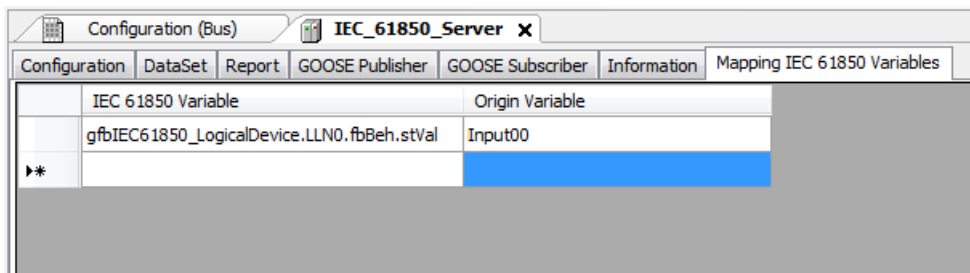 Configuration (Bus) IEC_61850_Server x
Configuration DataSet Report GOOSE Publisher GOOSE Subscriber Information Mapping IEC 61850 Variables
IEC 61850 Variable Origin Variable
gfbIEC61850_LogicalDevice.LLN0.fbBeh.stVal Input00